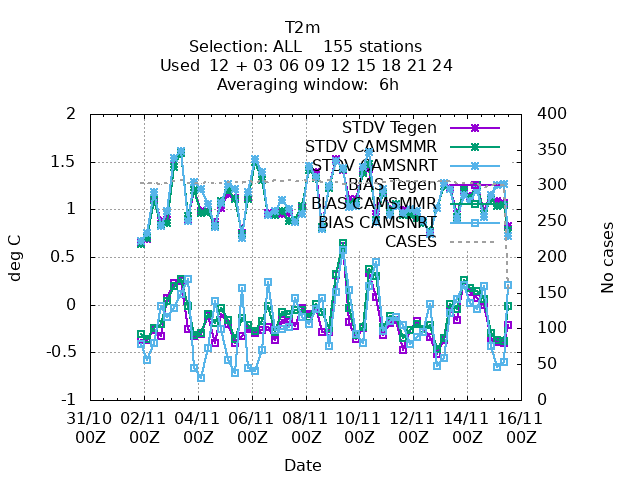 T2m
Selection: ALL 155 stations
Used 12 + 03 06 09 12 15 18 21 24
Averaging window: 6h
STDV Tegen
STDV CAMSMMR
STDV CAMSNRT
BIAS Tegen
BIAS CAMSMMR
BIAS CAMSNRT
CASES
deg C
2
1.5
1
0.5
0
-0.5
-1
400
350
300
250
200
150
100
50
0
No cases
31/10 02/11 04/11 06/11 08/11 10/11 12/11 14/11 16/11
00Z 00Z 00Z 00Z 00Z 00Z 00Z 00Z 00Z
Date